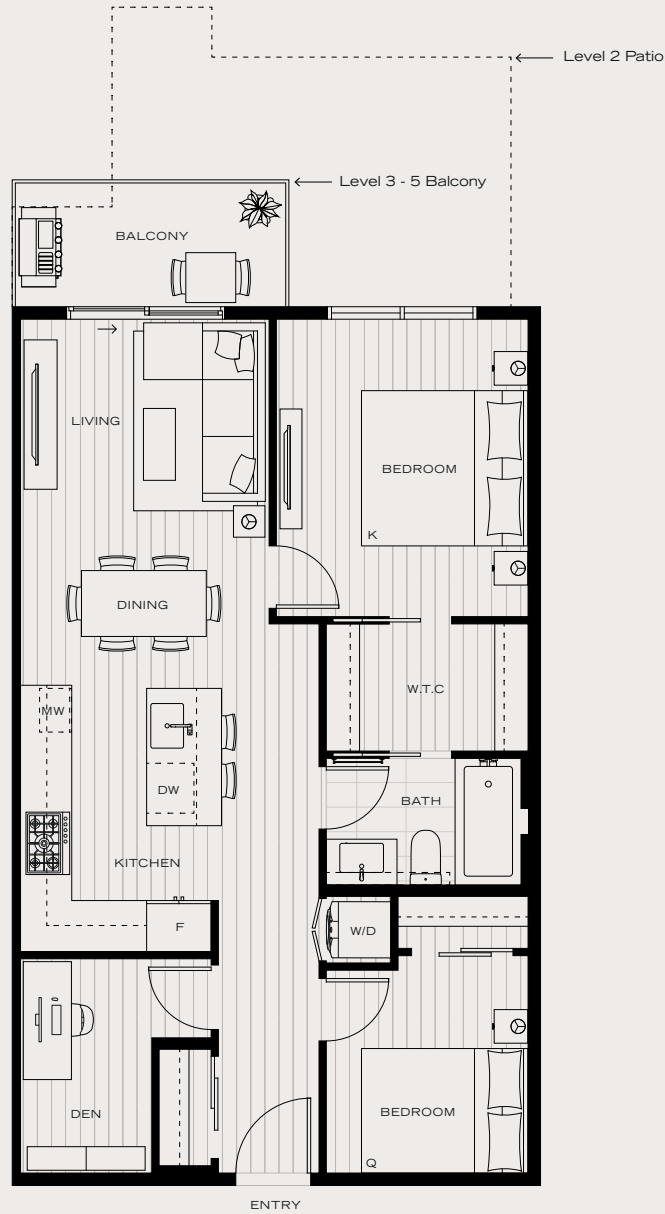 Level 2 Patio
Level 3 - 5 Balcony
BALCONY
LIVING
BEDROOM
K
DINING
W.T.C
MW
DW
BATH
KITCHEN
F
W/D
DEN
BEDROOM
Q
ENTRY